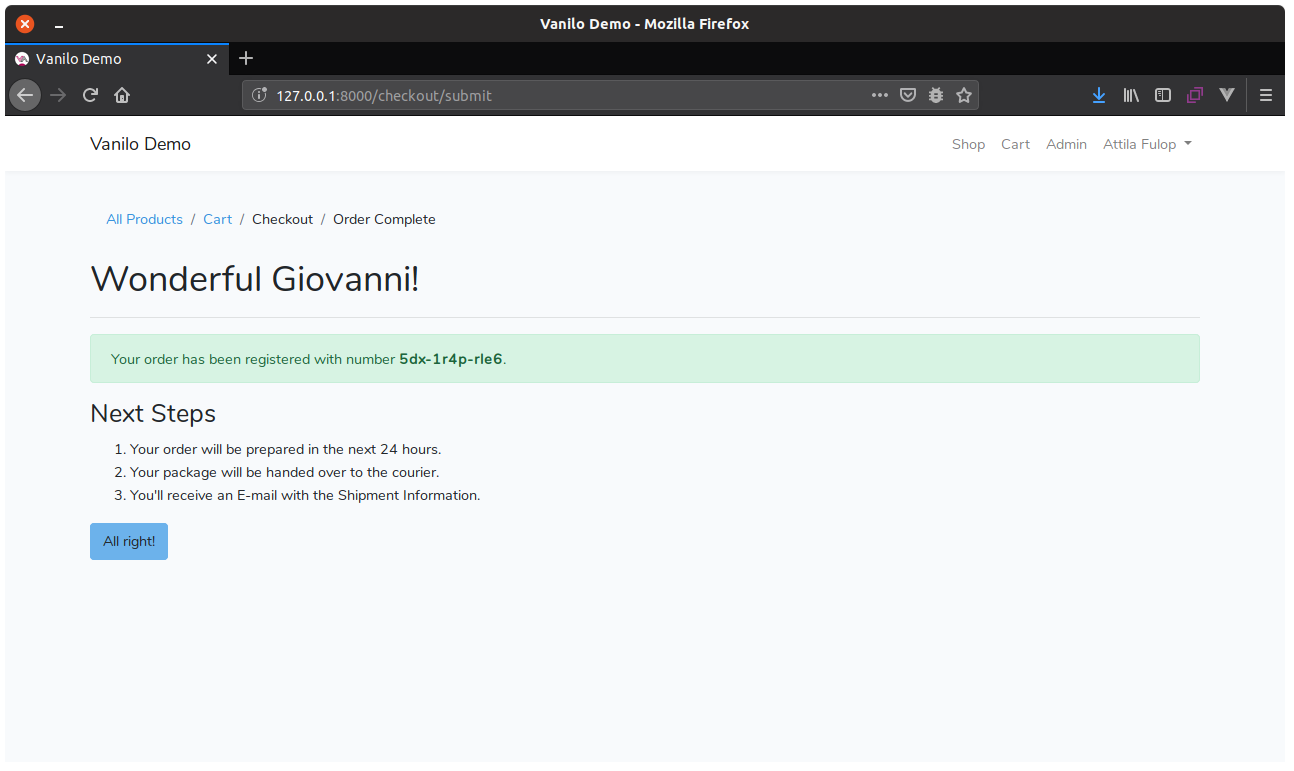 Vanilo Demo - Mozilla Firefox
Vanilo Demo
127.0.0.1:8000/checkout/submit
Vanilo Demo
Shop Cart Admin Attila Fulop
All Products / Cart / Checkout / Order Complete
Wonderful Giovanni!
Your order has been registered with number 5dx-1r4p-rle6.
Next Steps
1. Your order will be prepared in the next 24 hours.
2. Your package will be handed over to the courier.
3. You'll receive an E-mail with the Shipment Information.
All right!